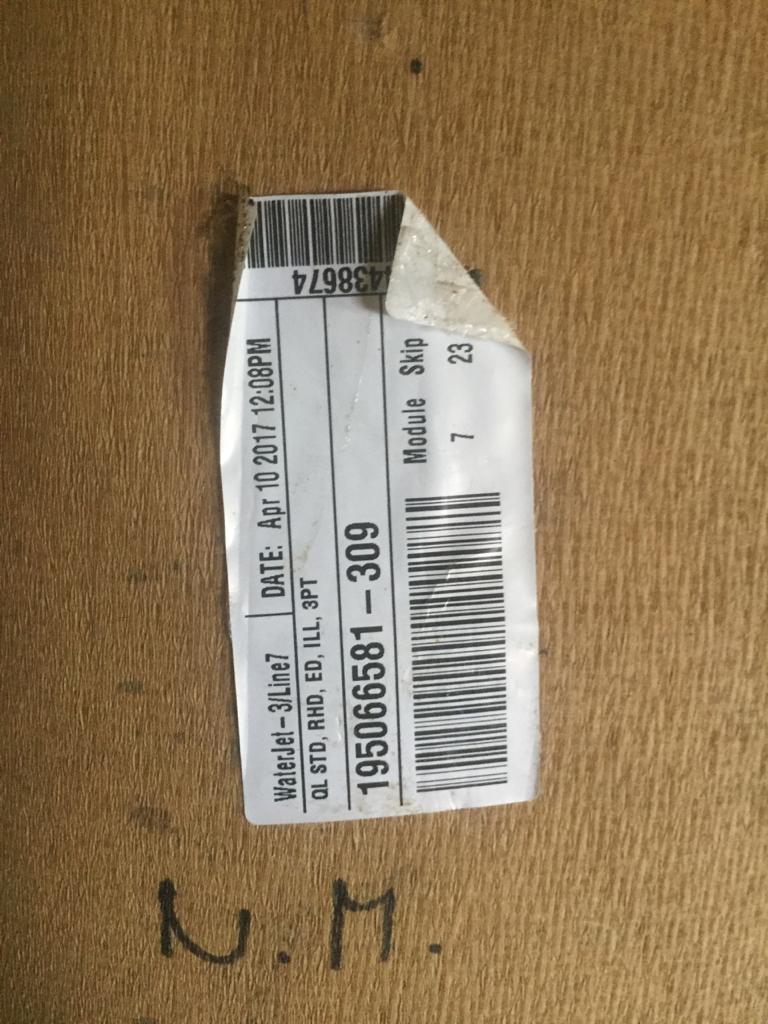 WaterJet – 3/Line7 DATE: Apr 10 2017 12:08PM
QL STD, RHD, ED, ILL, 3PT
195066581 – 309
Module Skip
7 23
438674
N.M.